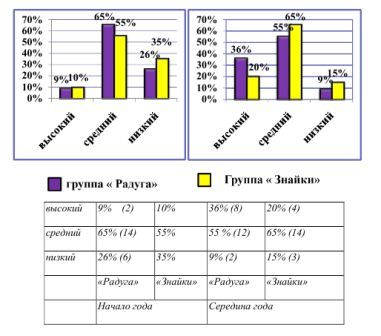 65%
55%
35%
26%
9% 10%
70%
60%
50%
40%
30%
20%
10%
0%
высокий
средний
низкий
65%
55%
36%
20%
9% 15%
70%
60%
50%
40%
30%
20%
10%
0%
высокий
средний
низкий
группа « Радуга» Группа « Знайки»
высокий 9% (2) 10% 36% (8) 20% (4)
средний 65% (14) 55% 55 % (12) 65% (14)
низкий 26% (6) 35% 9% (2) 15% (3)
«Радуга» «Знайки» «Радуга» «Знайки»
Начало года Середина года